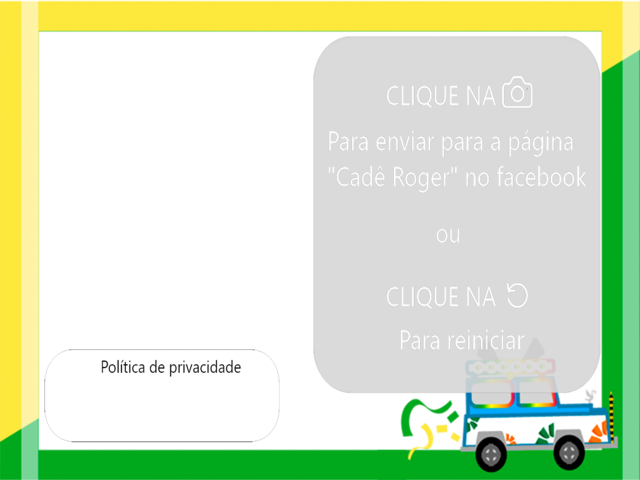 CLIQUE NA
Para enviar para a página
"Cadê Roger" no facebook
ou
CLIQUE NA
Para reiniciar
Política de privacidade